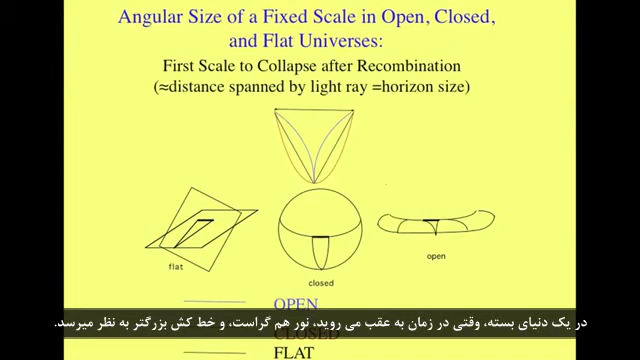 Angular Size of a Fixed Scale in Open, Closed,
and Flat Universes:
First Scale to Collapse after Recombination
(≈distance spanned by light ray =horizon size)
flat
closed
open
OPEN
در یک دنیای بسته، وقتی در زمان به عقب می روید، نور هم گراست، و خط کش بزرگتر به نظر میرسد.
CLOSED
FLAT